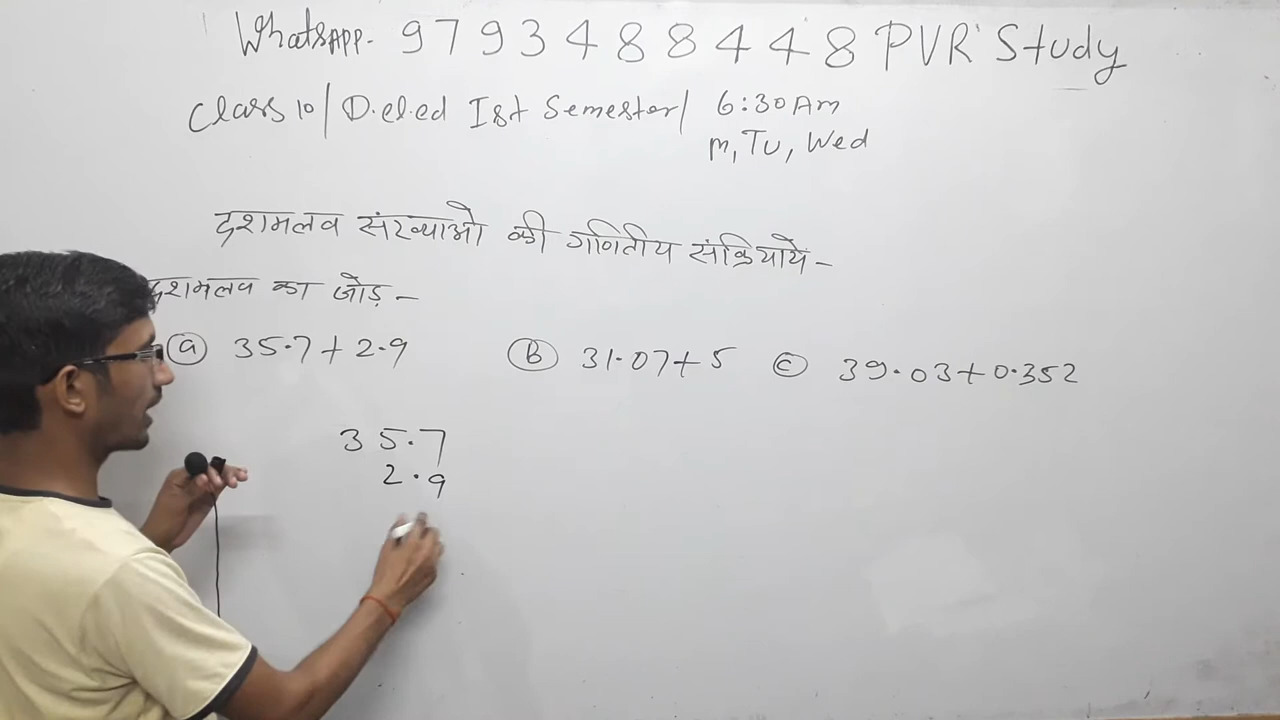 WhatsAPP- 9793488448 PVR Study
Class 10 / D.el.ed Ist Semester / 6:30 Am
m, Tu, Wed
दशमलव संख्याओ की गणितीय संक्रियाये -
दशमलव का जोड़ -
(a) 35.7 + 2.9 (B) 31.07 + 5 (c) 39.03 + 0.352
35.7
2.9